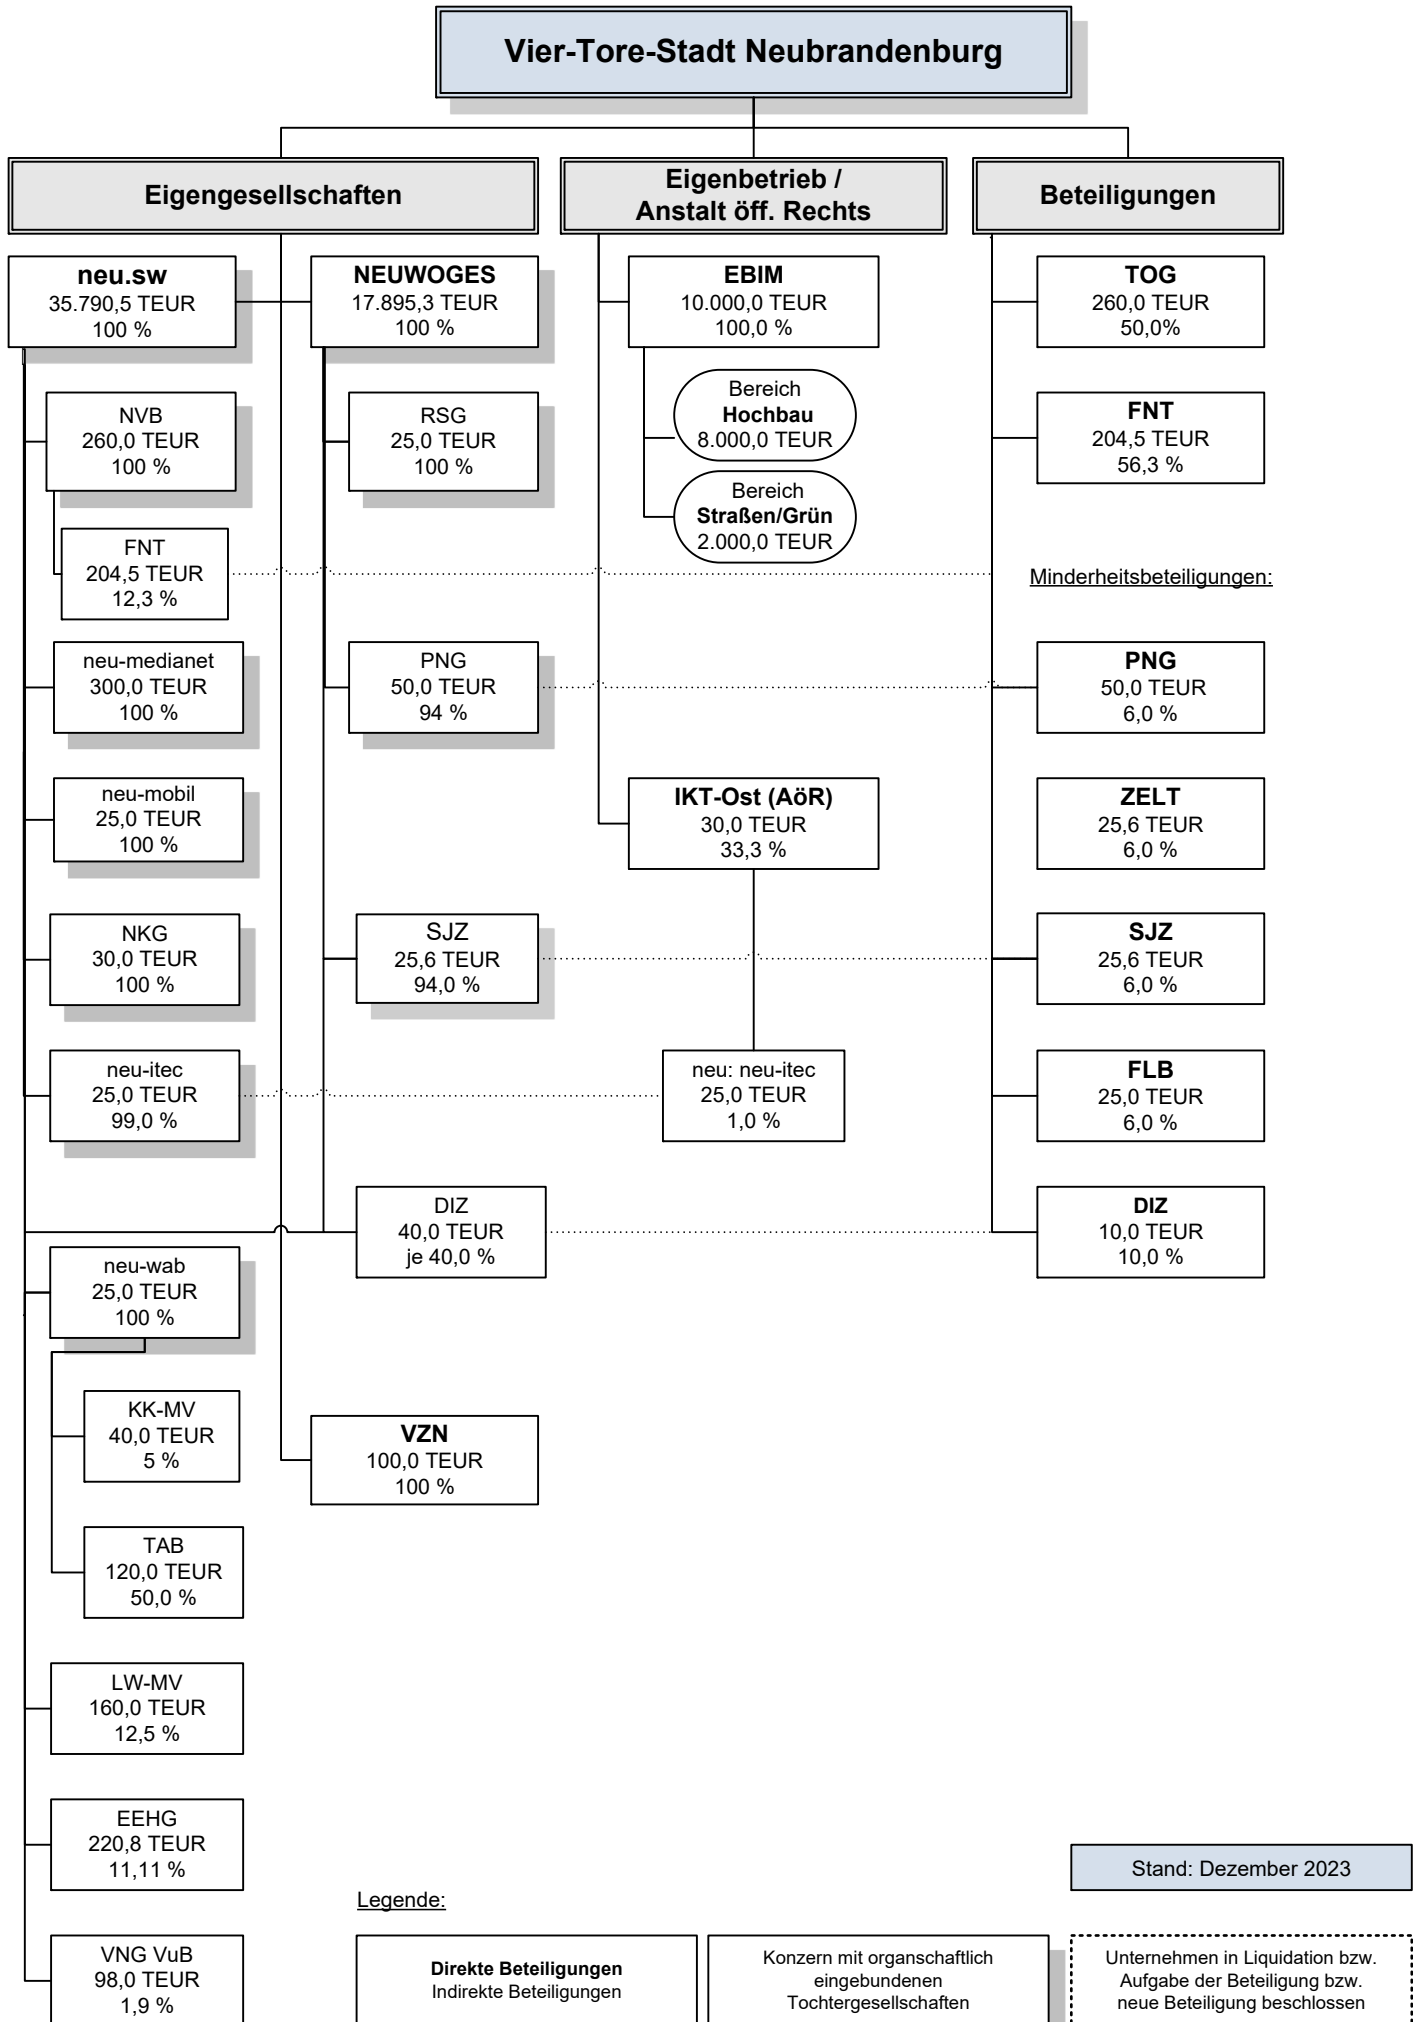 Vier-Tore-Stadt Neubrandenburg
Eigengesellschaften
Eigenbetrieb /
Anstalt öff. Rechts
Beteiligungen
neu.sw
35.790,5 TEUR
100 %
NEUWOGES
17.895,3 TEUR
100 %
EBIM
10.000,0 TEUR
100,0 %
TOG
260,0 TEUR
50,0%
NVB
260,0 TEUR
100 %
RSG
25,0 TEUR
100 %
Bereich
Hochbau
8.000,0 TEUR
FNT
204,5 TEUR
56,3 %
Bereich
Straßen/Grün
2.000,0 TEUR
FNT
204,5 TEUR
12,3 %
Minderheitsbeteiligungen:
neu-medianet
300,0 TEUR
100 %
PNG
50,0 TEUR
94 %
PNG
50,0 TEUR
6,0 %
neu-mobil
25,0 TEUR
100 %
IKT-Ost (AöR)
30,0 TEUR
33,3 %
ZELT
25,6 TEUR
6,0 %
NKG
30,0 TEUR
100 %
SJZ
25,6 TEUR
94,0 %
SJZ
25,6 TEUR
6,0 %
neu-itec
25,0 TEUR
99,0 %
neu: neu-itec
25,0 TEUR
1,0 %
FLB
25,0 TEUR
6,0 %
DIZ
40,0 TEUR
je 40,0 %
DIZ
10,0 TEUR
10,0 %
neu-wab
25,0 TEUR
100 %
KK-MV
40,0 TEUR
5 %
VZN
100,0 TEUR
100 %
TAB
120,0 TEUR
50,0 %
LW-MV
160,0 TEUR
12,5 %
EEHG
220,8 TEUR
11,11 %
Stand: Dezember 2023
Legende:
VNG VuB
98,0 TEUR
1,9 %
Direkte Beteiligungen
Indirekte Beteiligungen
Konzern mit organschaftlich
eingebundenen
Tochtergesellschaften
Unternehmen in Liquidation bzw.
Aufgabe der Beteiligung bzw.
neue Beteiligung beschlossen